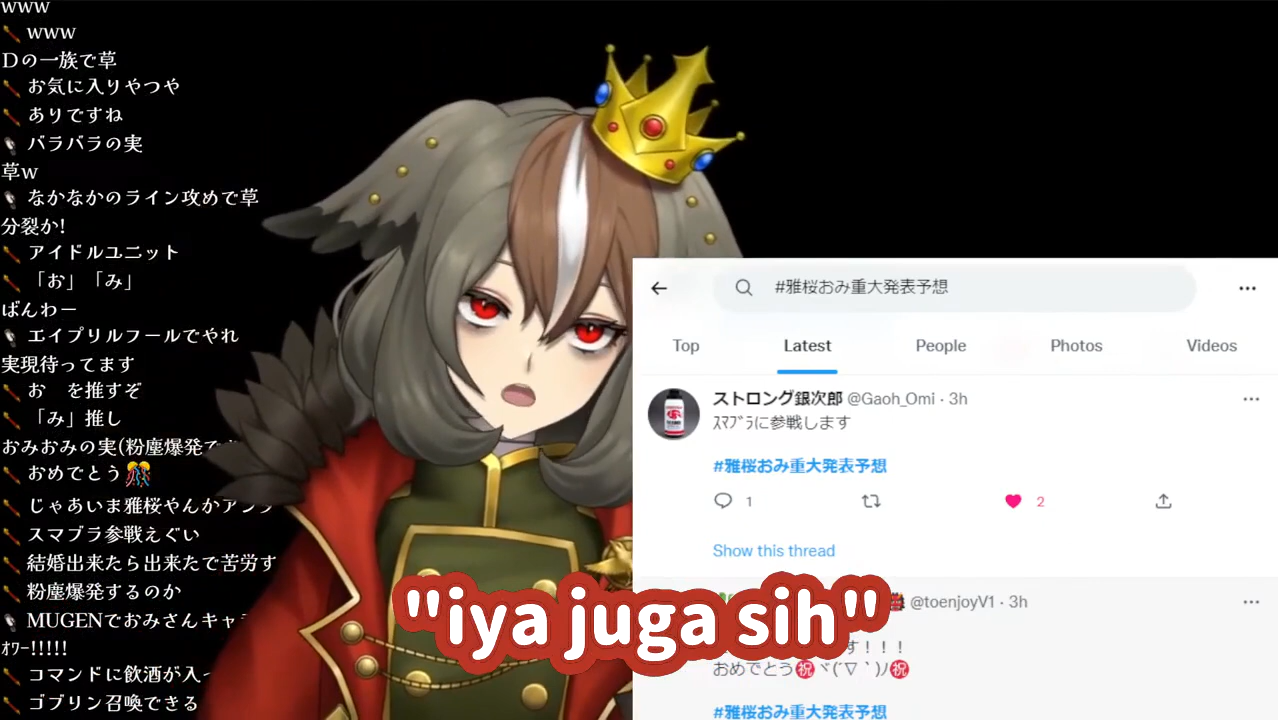 www
www
Dの一族で草
お気に入りやつや
ありですね
バラバラの実
草w
なかなかのライン攻めで草
分裂か!
アイドルユニット
「お」「み」
ばんわー
エイプリルフールでやれ
実現待ってます
お　を推すぞ
「み」推し
おみおみの実(粉塵爆発で
おめでとう🎊
じゃあいま雅桜やんかアンフ
スマブラ参戦えぐい
結婚出来たら出来たで苦労す
粉塵爆発するのか
MUGENでおみさんキャラ
ｵﾜｰ!!!!!
コマンドに飲酒が入っ
ゴブリン召喚できる
#雅桜おみ重大発表予想
Top Latest People Photos Videos
ストロング銀次郎 @Gaoh_Omi · 3h
ｽﾏﾌﾞﾗに参戦します
#雅桜おみ重大発表予想
1 2
Show this thread
@toenjoyV1 · 3h
す！！！
おめでとう㊗ヾ(´∇｀)ﾉ㊗
#雅桜おみ重大発表予想
"iya juga sih"